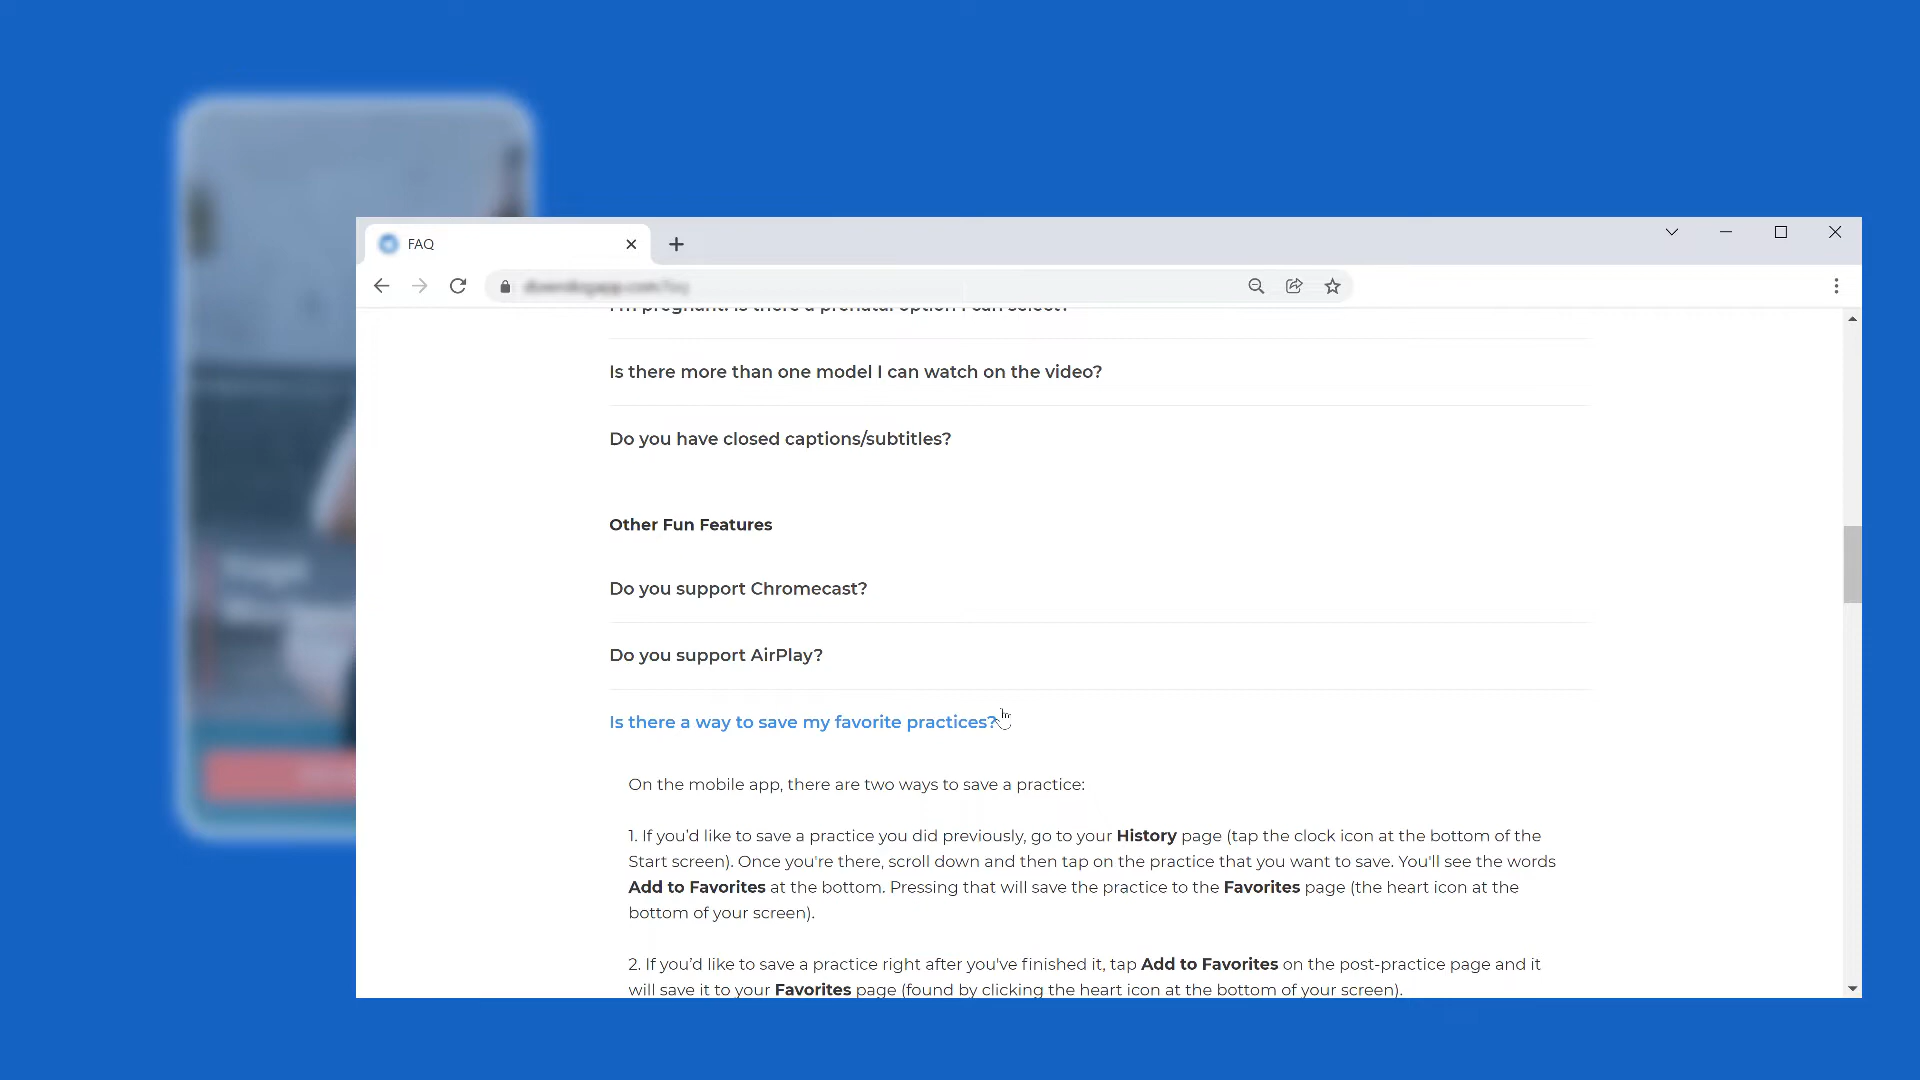 FAQ
I'm pregnant. Is there a prenatal option I can select?
Is there more than one model I can watch on the video?
Do you have closed captions/subtitles?
Other Fun Features
Do you support Chromecast?
Do you support AirPlay?
Is there a way to save my favorite practices?
On the mobile app, there are two ways to save a practice:
1. If you’d like to save a practice you did previously, go to your History page (tap the clock icon at the bottom of the
Start screen). Once you're there, scroll down and then tap on the practice that you want to save. You'll see the words
Add to Favorites at the bottom. Pressing that will save the practice to the Favorites page (the heart icon at the
bottom of your screen).
2. If you’d like to save a practice right after you've finished it, tap Add to Favorites on the post-practice page and it
will save it to your Favorites page (found by clicking the heart icon at the bottom of your screen).